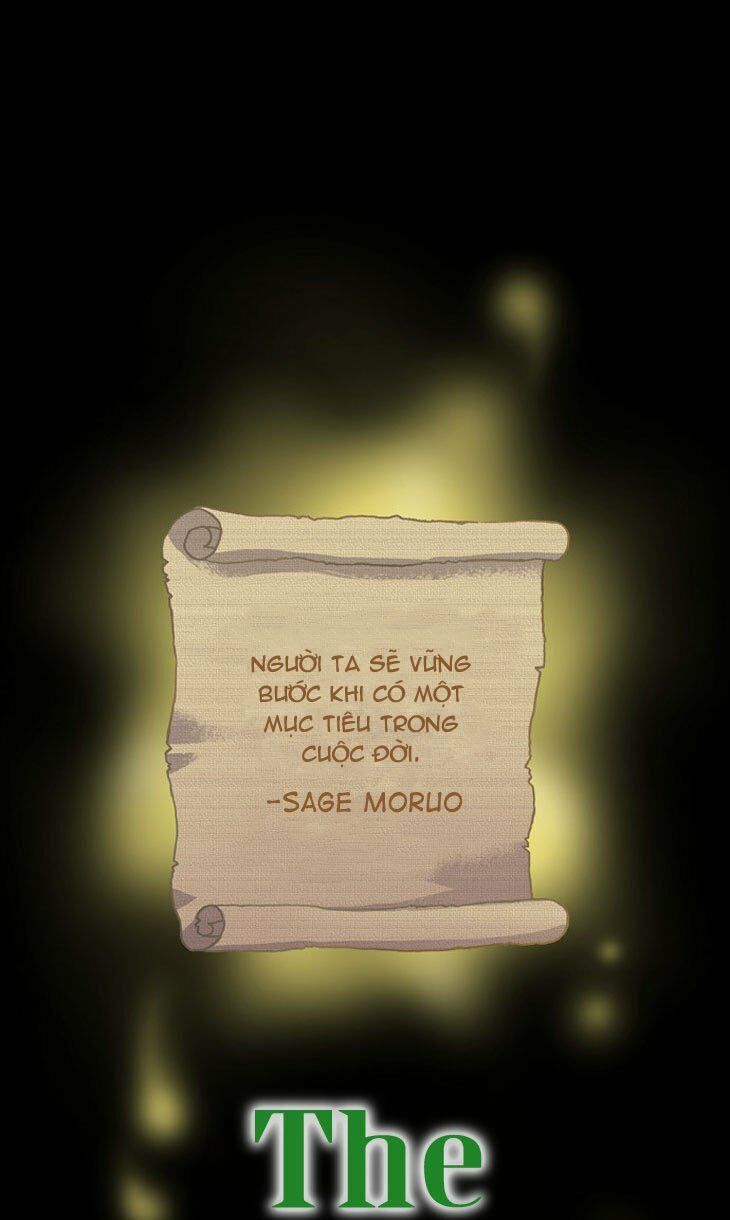 NGƯỜI TA SẼ VỮNG
BƯỚC KHI CÓ MỘT
MỤC TIÊU TRONG
CUỘC ĐỜI.
-SAGE MORUO
The